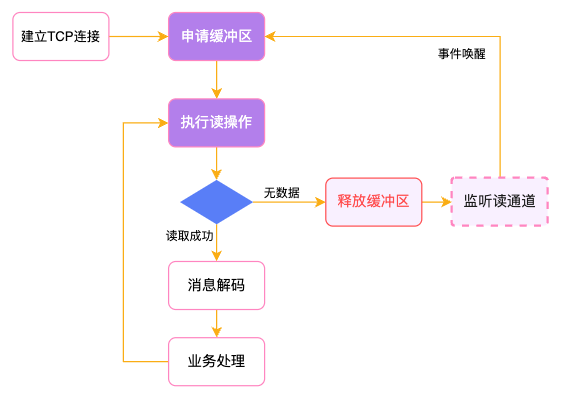 建立TCP连接
申请缓冲区
事件唤醒
执行读操作
无数据
释放缓冲区
监听读通道
读取成功
消息解码
业务处理